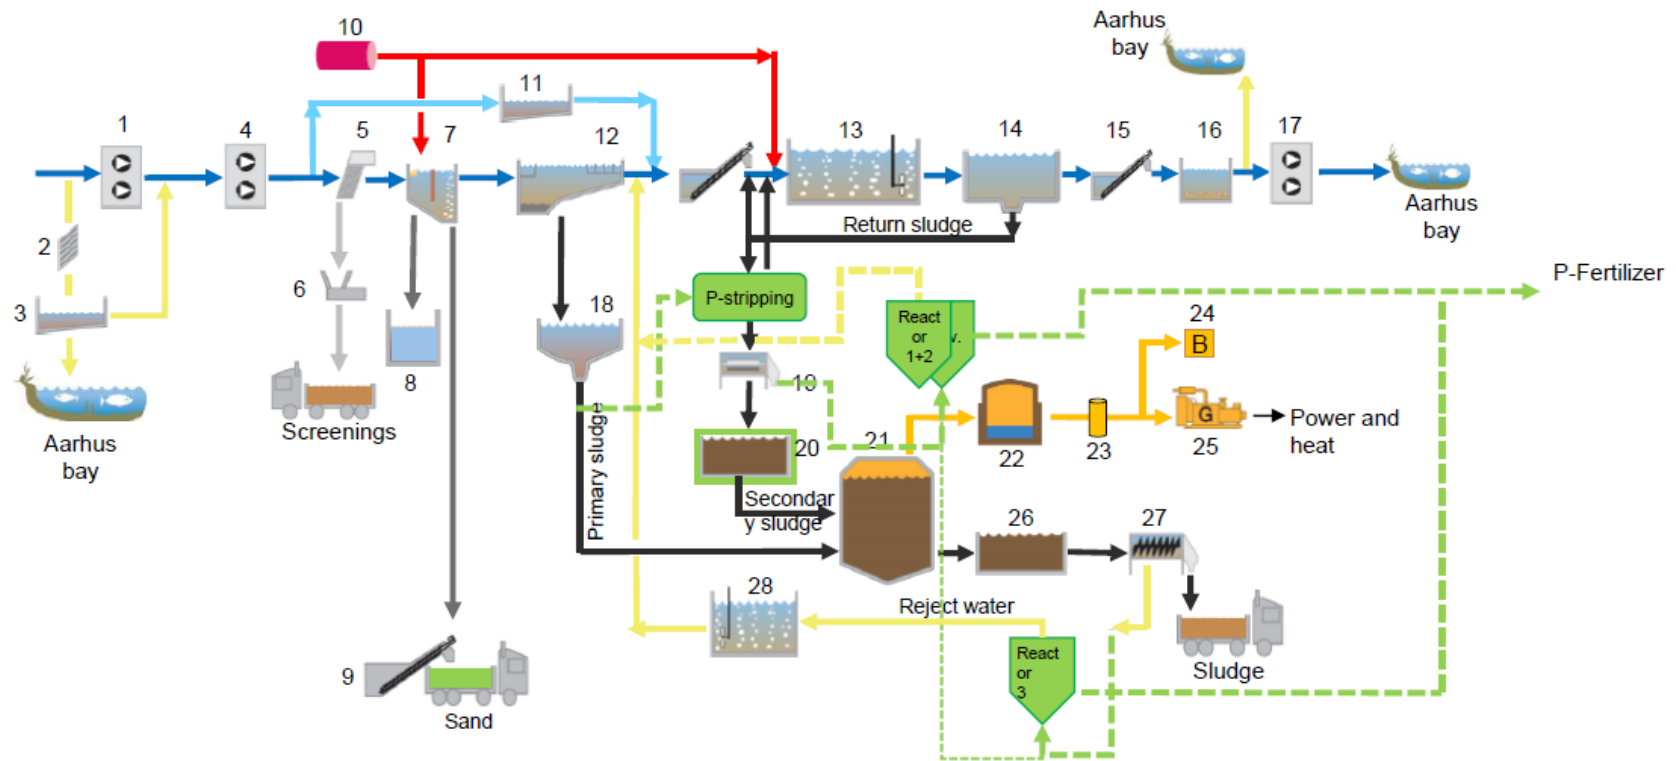 10
Aarhus
bay
11
1
4
5
7
12
13
14
15
16
17
Aarhus
bay
Return sludge
2
6
3
P-stripping
18
React
or
1+2
v.
P-Fertilizer
24
B
8
19
Screenings
Aarhus
bay
Primary sludge
20
21
22
23
G
25
Power and
heat
Secondar
y sludge
26
27
28
Reject water
React
or
3
Sludge
9
Sand